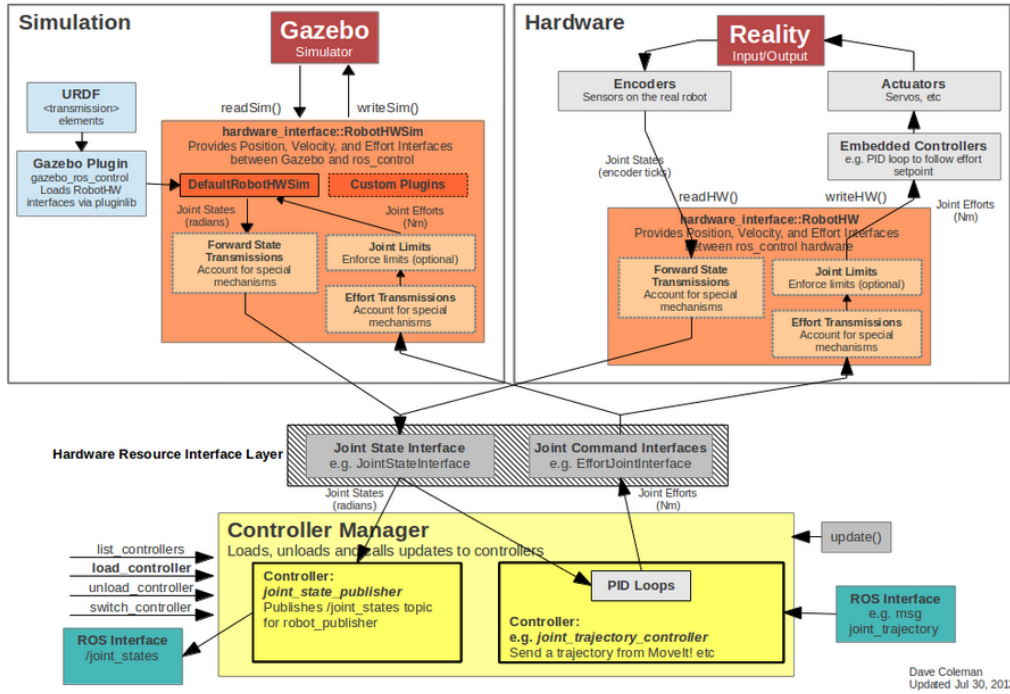 Simulation
Gazebo
Simulator
readSim()
writeSim()
URDF
<transmission>
elements
Gazebo Plugin
gazebo_ros_control
Loads RobotHW
interfaces via pluginlib
hardware_interface::RobotHWSim
Provides Position, Velocity, and Effort Interfaces
between Gazebo and ros_control
DefaultRobotHWSim
Custom Plugins
Joint States
(radians)
Joint Efforts
(Nm)
Forward State
Transmissions
Account for special
mechanisms
Joint Limits
Enforce limits (optional)
Effort Transmissions
Account for special
mechanisms
Hardware
Reality
Input/Output
Encoders
Sensors on the real robot
Actuators
Servos, etc
Embedded Controllers
e.g. PID loop to follow effort
setpoint
Joint States
(encoder ticks)
readHW()
writeHW()
Joint Efforts
(Nm)
hardware_interface::RobotHW
Provides Position, Velocity, and Effort Interfaces
between ros_control hardware
Forward State
Transmissions
Account for special
mechanisms
Joint Limits
Enforce limits (optional)
Effort Transmissions
Account for special
mechanisms
Hardware Resource Interface Layer
Joint State Interface
e.g. JointStateInterface
Joint Command Interfaces
e.g. EffortJointInterface
Joint States
(radians)
Joint Efforts
(Nm)
Controller Manager
Loads, unloads and calls updates to controllers
update()
list_controllers
load_controller
unload_controller
switch_controller
Controller:
joint_state_publisher
Publishes /joint_states topic
for robot_publisher
PID Loops
Controller:
e.g. joint_trajectory_controller
Send a trajectory from MoveIt! etc
ROS Interface
/joint_states
ROS Interface
e.g. msg
joint_trajectory
Dave Coleman
Updated Jul 30, 2013